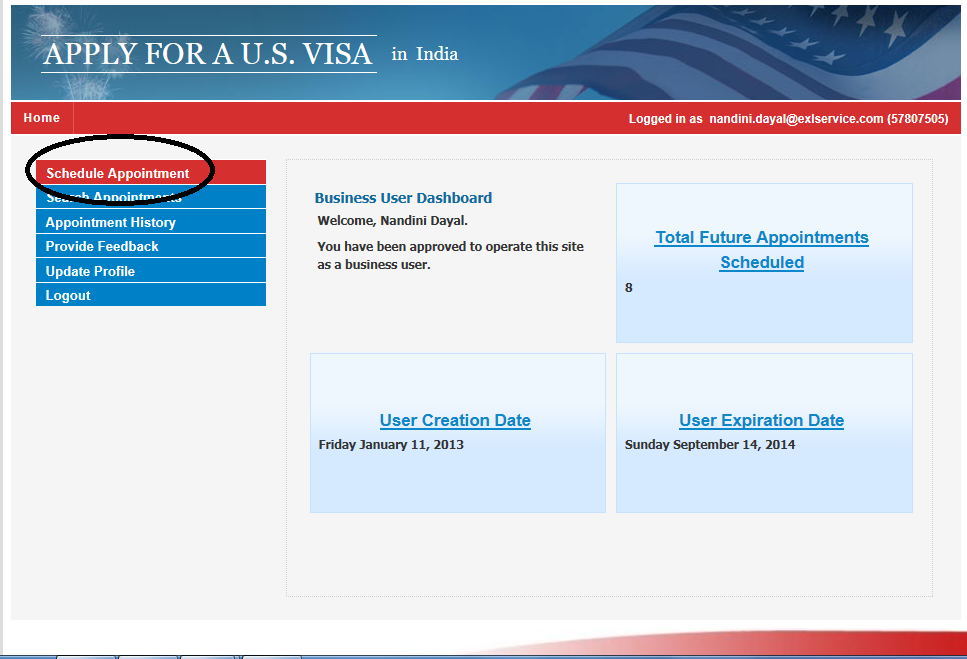 APPLY FOR A U.S. VISA in India
Home
Logged in as nandini.dayal@exlservice.com (57807505)
Schedule Appointment
Search Appointments
Appointment History
Provide Feedback
Update Profile
Logout
Business User Dashboard
Welcome, Nandini Dayal.
You have been approved to operate this site
as a business user.
Total Future Appointments
Scheduled
8
User Creation Date
Friday January 11, 2013
User Expiration Date
Sunday September 14, 2014